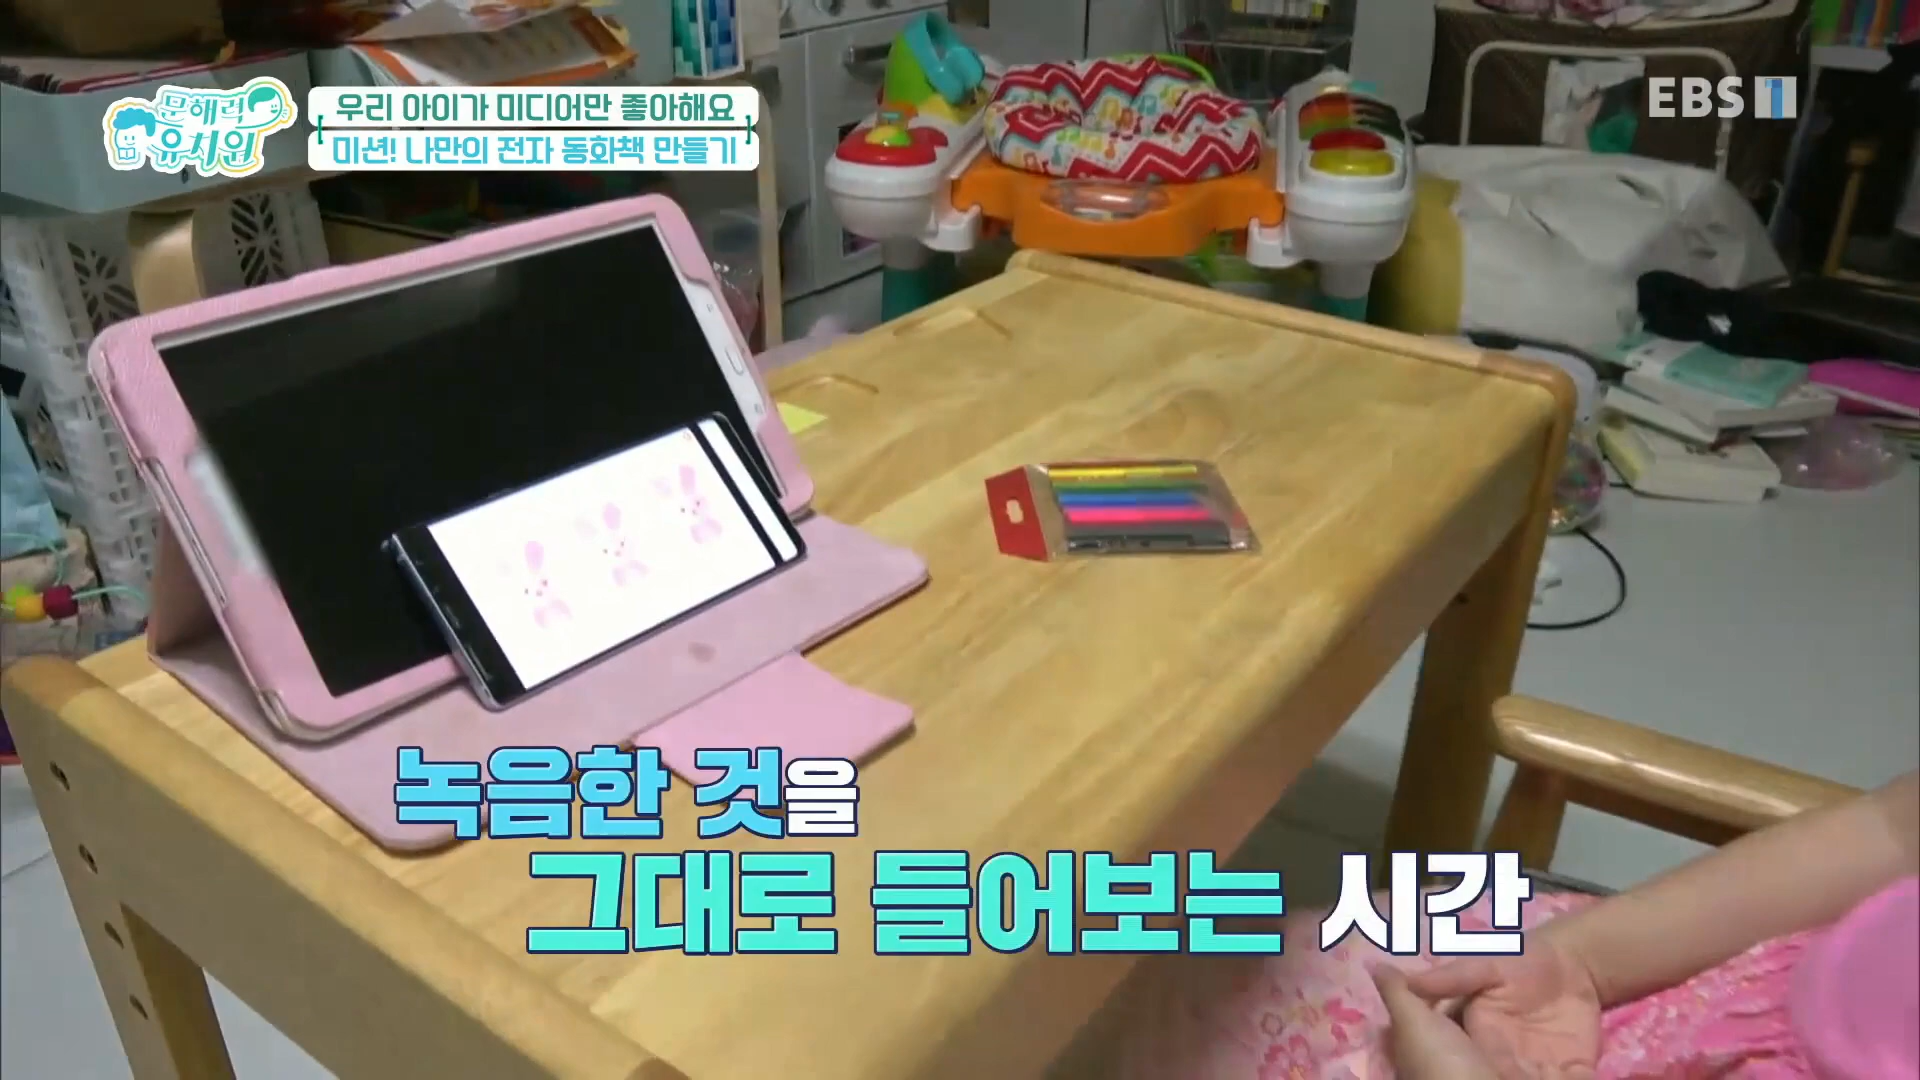 문해력
유치원
우리 아이가 미디어만 좋아해요
미션! 나만의 전자 동화책 만들기
EBS 1
녹음한 것을
그대로 들어보는 시간